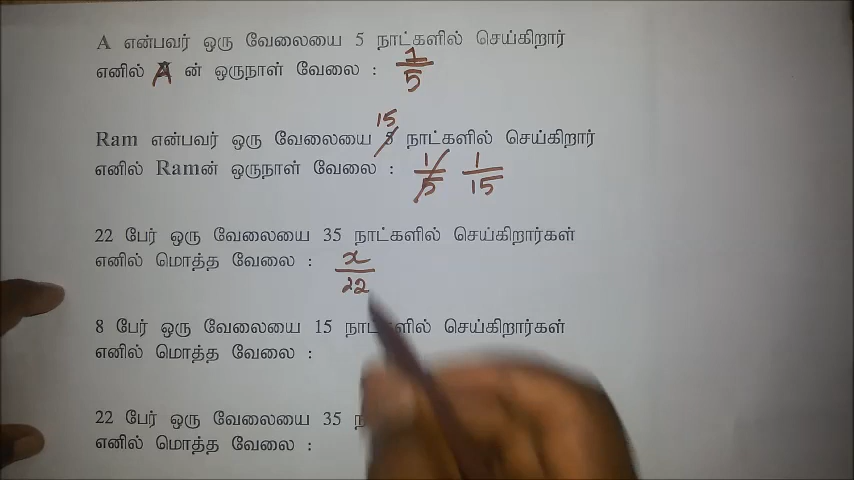 A என்பவர் ஒரு வேலையை 5 நாட்களில் செய்கிறார்
எனில் A ன் ஒருநாள் வேலை : 1/5
15
Ram என்பவர் ஒரு வேலையை 5 நாட்களில் செய்கிறார்
எனில் Ramன் ஒருநாள் வேலை : 1/5 1/15
22 பேர் ஒரு வேலையை 35 நாட்களில் செய்கிறார்கள்
எனில் மொத்த வேலை : x/22
8 பேர் ஒரு வேலையை 15 நாட்களில் செய்கிறார்கள்
எனில் மொத்த வேலை :
22 பேர் ஒரு வேலையை 35
எனில் மொத்த வேலை :